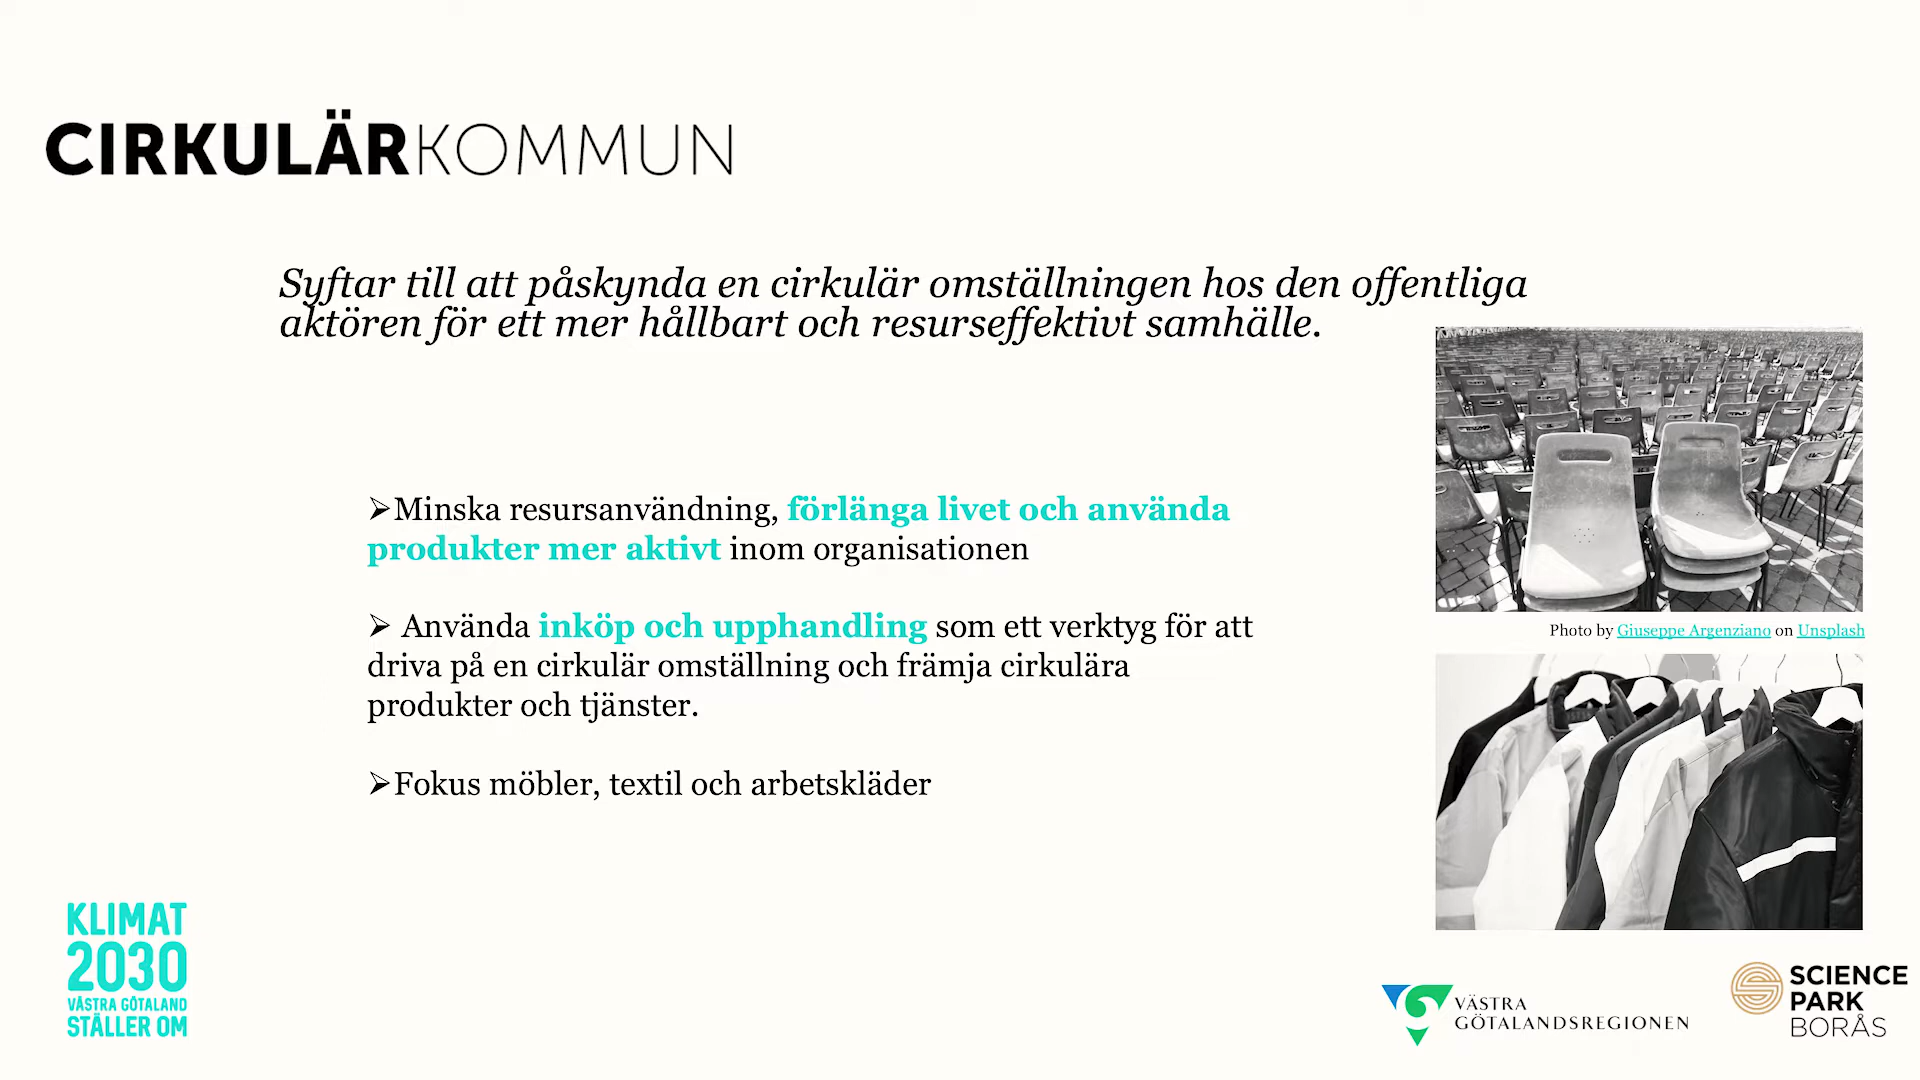 CIRKULÄRKOMMUN
Syftar till att påskynda en cirkulär omställningen hos den offentliga
aktören för ett mer hållbart och resurseffektivt samhälle.
➢Minska resursanvändning, förlänga livet och använda
produkter mer aktivt inom organisationen
➢ Använda inköp och upphandling som ett verktyg för att
driva på en cirkulär omställning och främja cirkulära
produkter och tjänster.
➢Fokus möbler, textil och arbetskläder
Photo by Giuseppe Argenziano on Unsplash
KLIMAT
2030
VÄSTRA GÖTALAND
STÄLLER OM
VÄSTRA
GÖTALANDSREGIONEN
SCIENCE
PARK
BORÅS